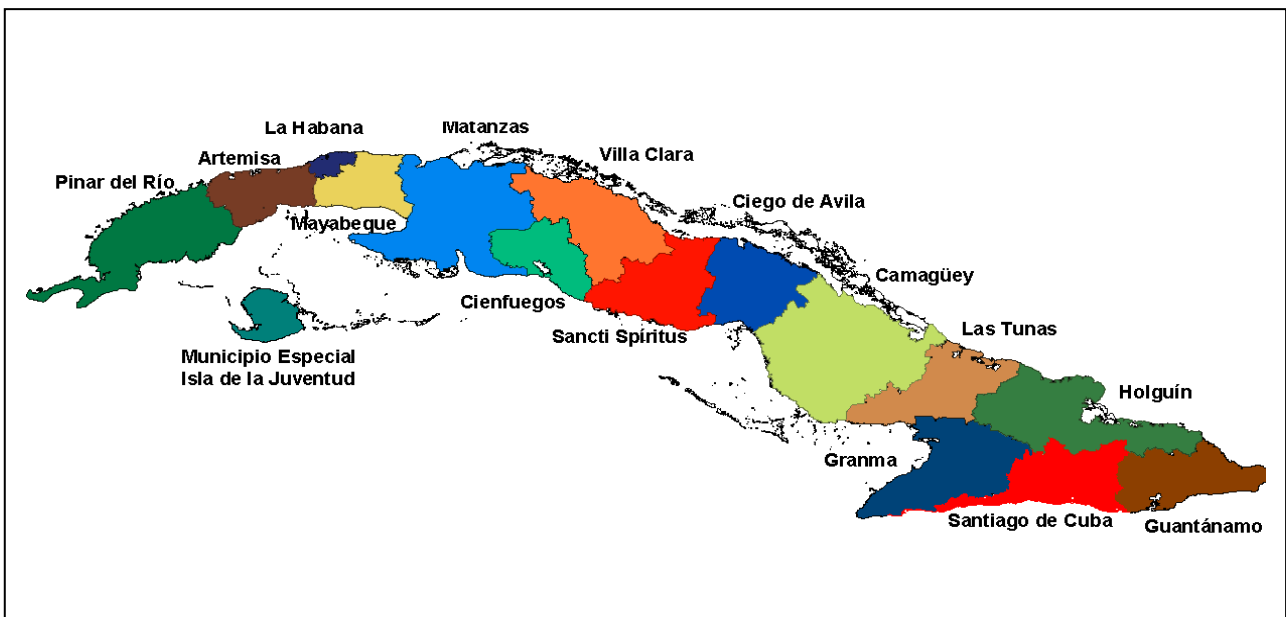 La Habana
Matanzas
Artemisa
Villa Clara
Pinar del Río
Ciego de Avila
Mayabeque
Camagüey
Cienfuegos
Las Tunas
Sancti Spíritus
Municipio Especial
Isla de la Juventud
Holguín
Granma
Santiago de Cuba
Guantánamo